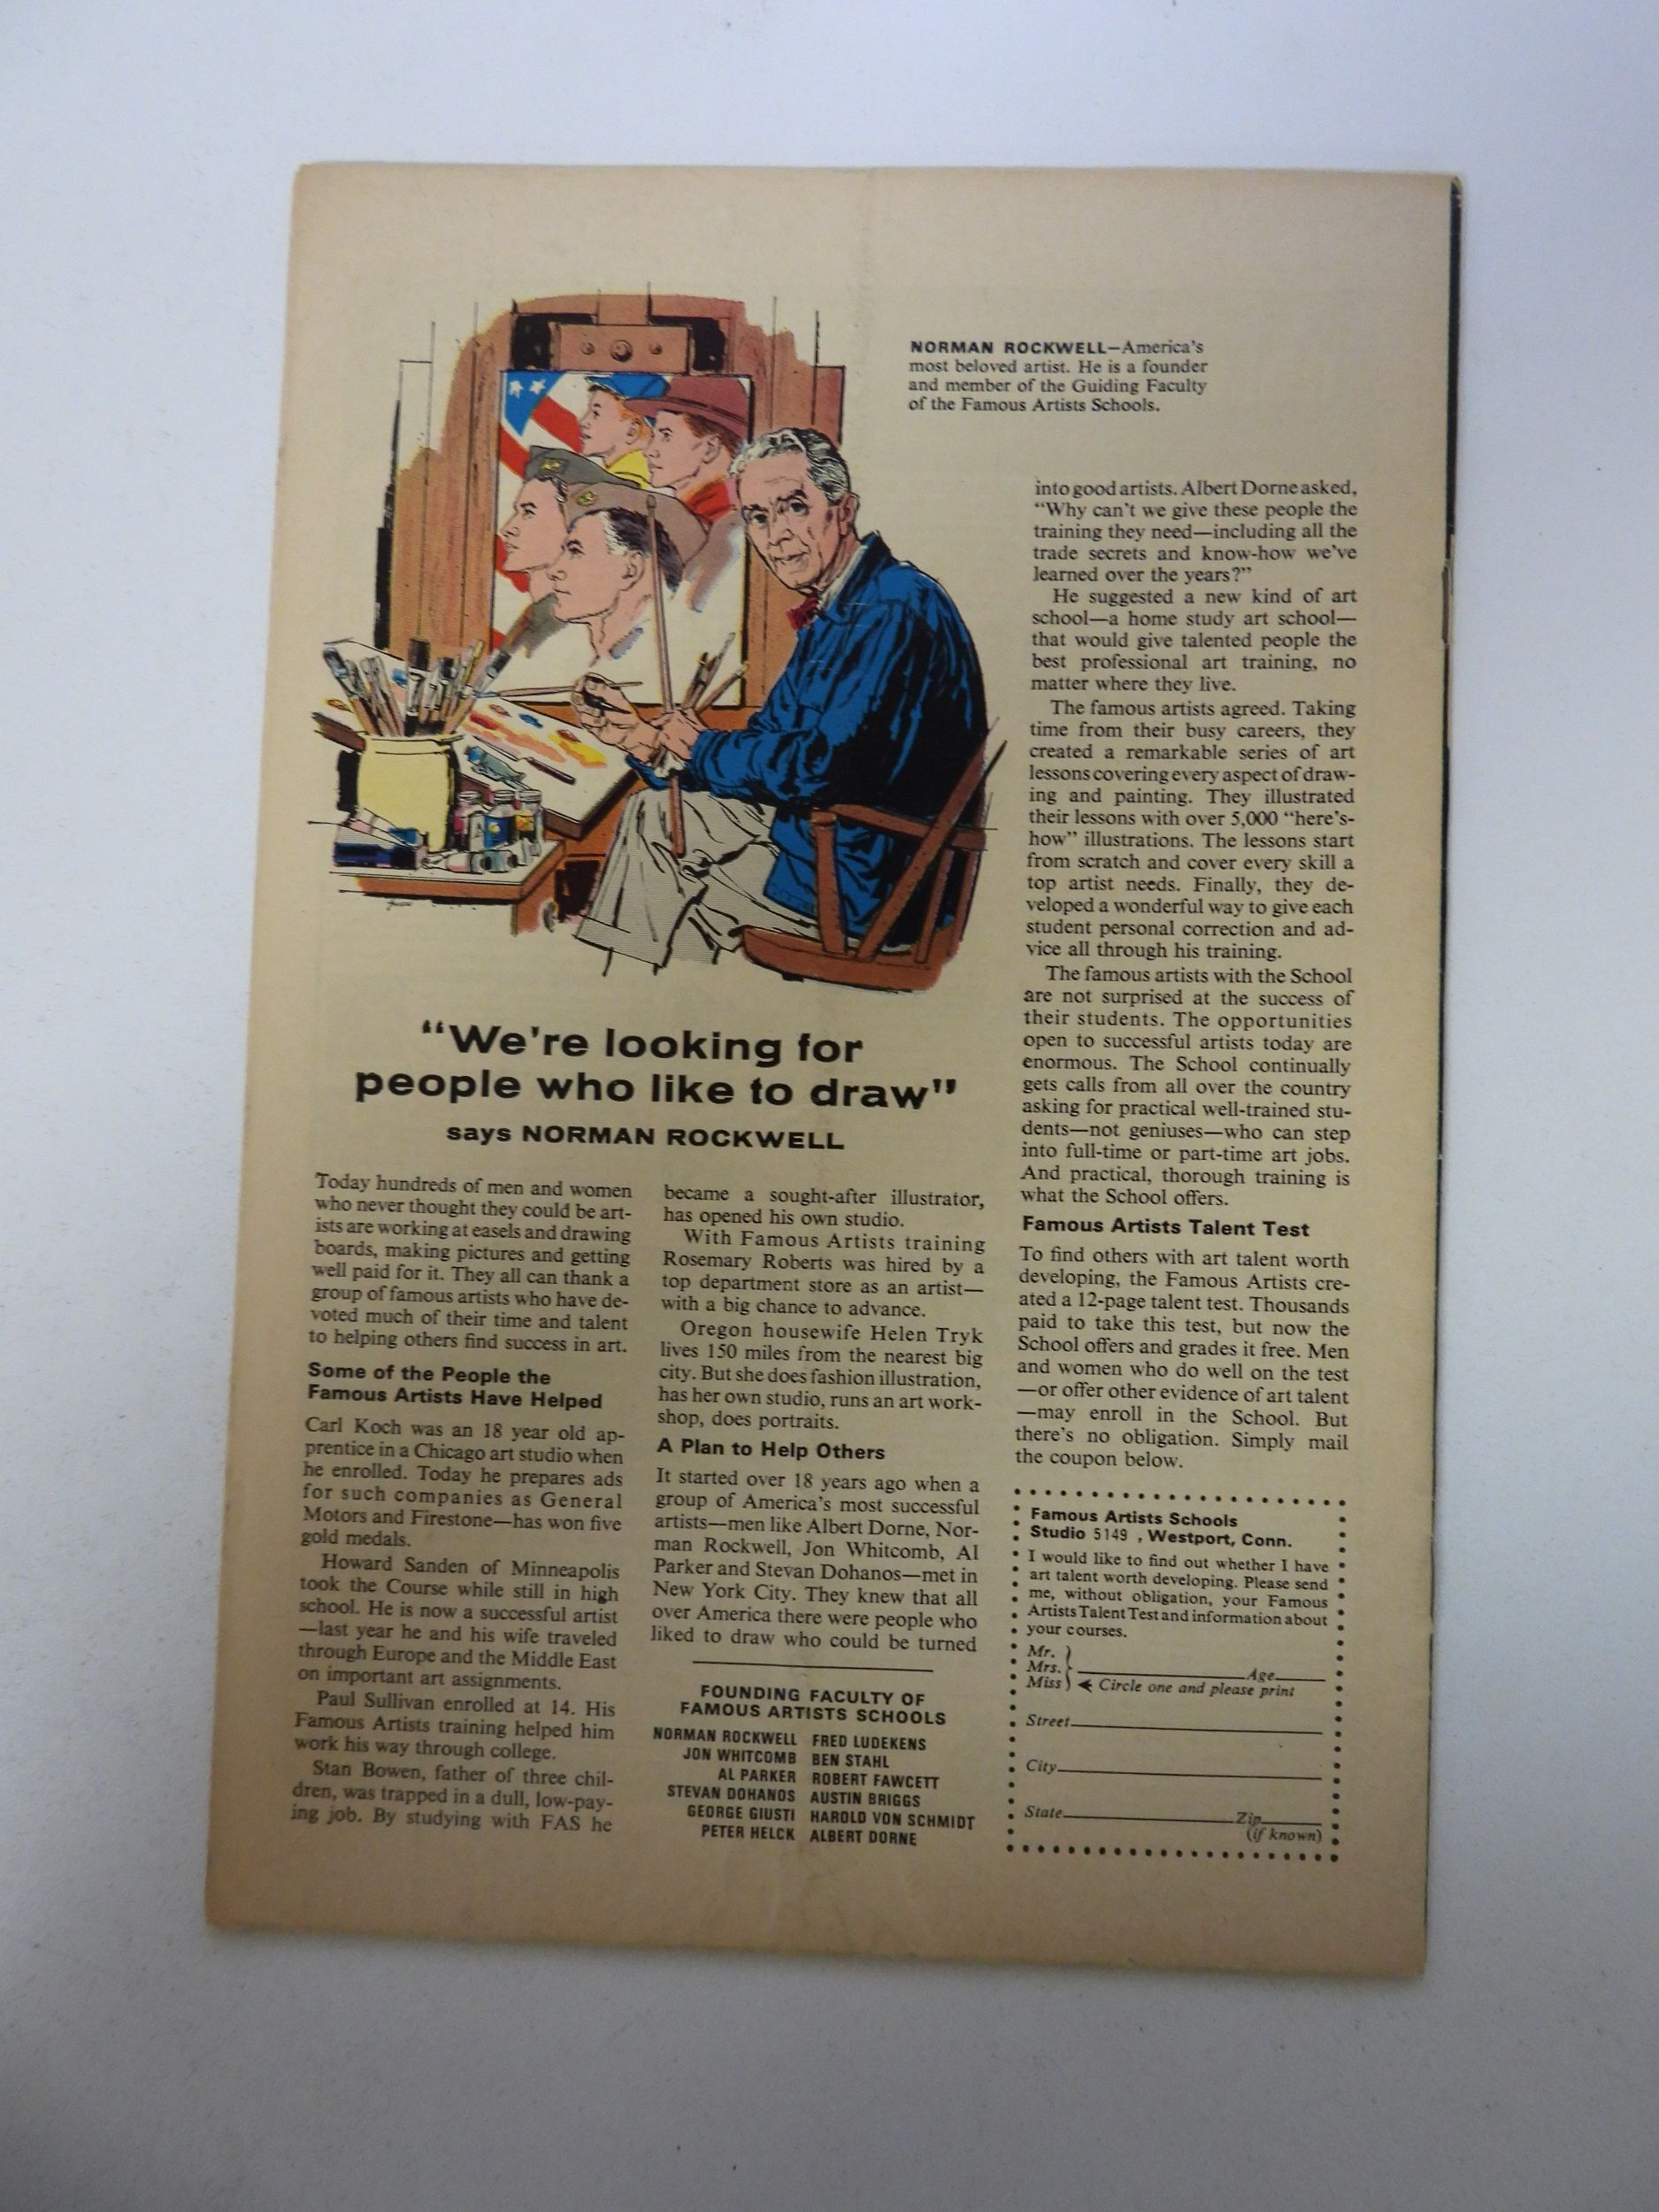 NORMAN ROCKWELL—America's
most beloved artist. He is a founder
and member of the Guiding Faculty
of the Famous Artists Schools.
"We're looking for
people who like to draw"
says NORMAN ROCKWELL
Today hundreds of men and women
who never thought they could be art-
ists are working at easels and drawing
boards, making pictures and getting
well paid for it. They all can thank a
group of famous artists who have de-
voted much of their time and talent
to helping others find success in art.
Some of the People the
Famous Artists Have Helped
Carl Koch was an 18 year old ap-
prentice in a Chicago art studio when
he enrolled. Today he prepares ads
for such companies as General
Motors and Firestone—has won five
gold medals.
Howard Sanden of Minneapolis
took the Course while still in high
school. He is now a successful artist
—last year he and his wife traveled
through Europe and the Middle East
on important art assignments.
Paul Sullivan enrolled at 14. His
Famous Artists training helped him
work his way through college.
Stan Bowen, father of three chil-
dren, was trapped in a dull, low-pay-
ing job. By studying with FAS he
became a sought-after illustrator,
has opened his own studio.
With Famous Artists training
Rosemary Roberts was hired by a
top department store as an artist—
with a big chance to advance.
Oregon housewife Helen Tryk
lives 150 miles from the nearest big
city. But she does fashion illustration,
has her own studio, runs an art work-
shop, does portraits.
A Plan to Help Others
It started over 18 years ago when a
group of America's most successful
artists—men like Albert Dorne, Nor-
man Rockwell, Jon Whitcomb, Al
Parker and Stevan Dohanos—met in
New York City. They knew that all
over America there were people who
liked to draw who could be turned
FOUNDING FACULTY OF
FAMOUS ARTISTS SCHOOLS
NORMAN ROCKWELL FRED LUDEKENS
JON WHITCOMB BEN STAHL
AL PARKER ROBERT FAWCETT
STEVAN DOHANOS AUSTIN BRIGGS
GEORGE GIUSTI HAROLD VON SCHMIDT
PETER HELCK ALBERT DORNE
into good artists. Albert Dorne asked,
"Why can't we give these people the
training they need—including all the
trade secrets and know-how we've
learned over the years?"
He suggested a new kind of art
school—a home study art school—
that would give talented people the
best professional art training, no
matter where they live.
The famous artists agreed. Taking
time from their busy careers, they
created a remarkable series of art
lessons covering every aspect of draw-
ing and painting. They illustrated
their lessons with over 5,000 "here's-
how" illustrations. The lessons start
from scratch and cover every skill a
top artist needs. Finally, they de-
veloped a wonderful way to give each
student personal correction and ad-
vice all through his training.
The famous artists with the School
are not surprised at the success of
their students. The opportunities
open to successful artists today are
enormous. The School continually
gets calls from all over the country
asking for practical well-trained stu-
dents—not geniuses—who can step
into full-time or part-time art jobs.
And practical, thorough training is
what the School offers.
Famous Artists Talent Test
To find others with art talent worth
developing, the Famous Artists cre-
ated a 12-page talent test. Thousands
paid to take this test, but now the
School offers and grades it free. Men
and women who do well on the test
—or offer other evidence of art talent
—may enroll in the School. But
there's no obligation. Simply mail
the coupon below.
Famous Artists Schools
Studio 5149 , Westport, Conn.
I would like to find out whether I have
art talent worth developing. Please send
me, without obligation, your Famous
Artists Talent Test and information about
your courses.
Mr.
Mrs. Age
Miss Circle one and please print
Street
City
State Zip
(if known)